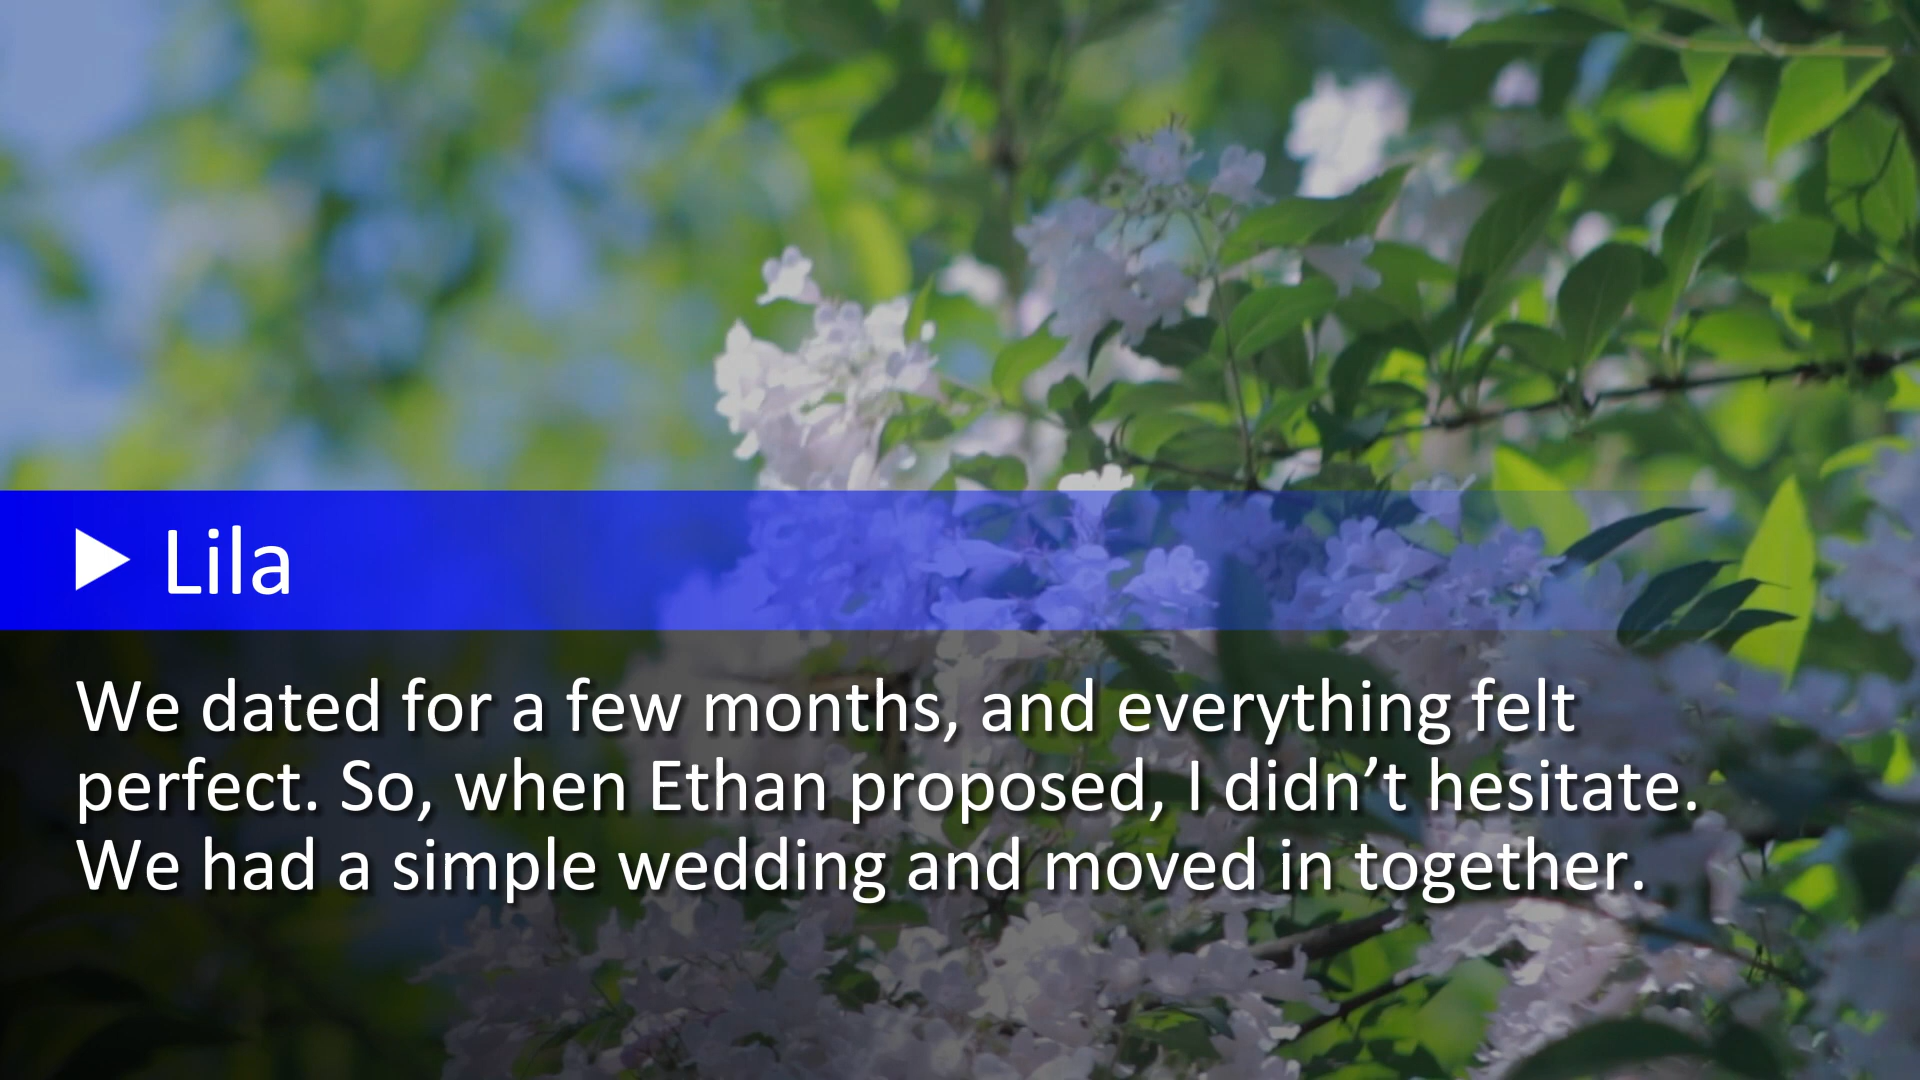 Lila
We dated for a few months, and everything felt
perfect. So, when Ethan proposed, I didn’t hesitate.
We had a simple wedding and moved in together.